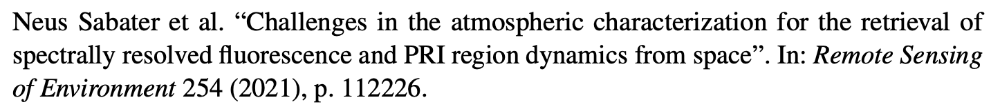 Neus Sabater et al. “Challenges in the atmospheric characterization for the retrieval of
spectrally resolved fluorescence and PRI region dynamics from space”. In: Remote Sensing
of Environment 254 (2021), p. 112226.